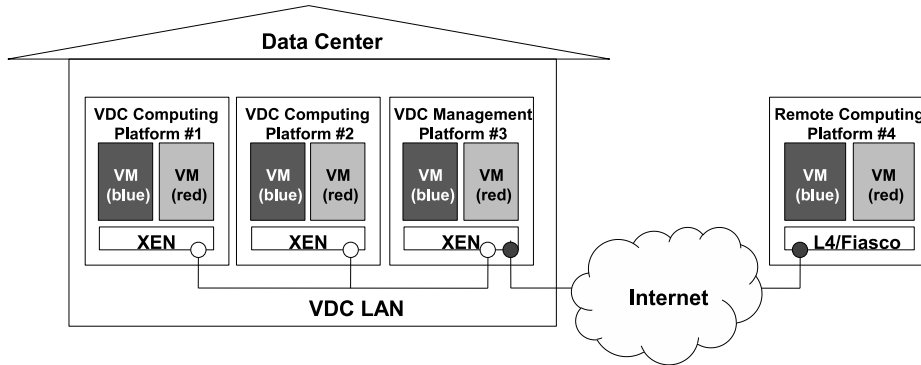 Data Center
VDC Computing
Platform #1
VM
(blue)
VM
(red)
XEN
VDC Computing
Platform #2
VM
(blue)
VM
(red)
XEN
VDC Management
Platform #3
VM
(blue)
VM
(red)
XEN
Remote Computing
Platform #4
VM
(blue)
VM
(red)
L4/Fiasco
VDC LAN
Internet